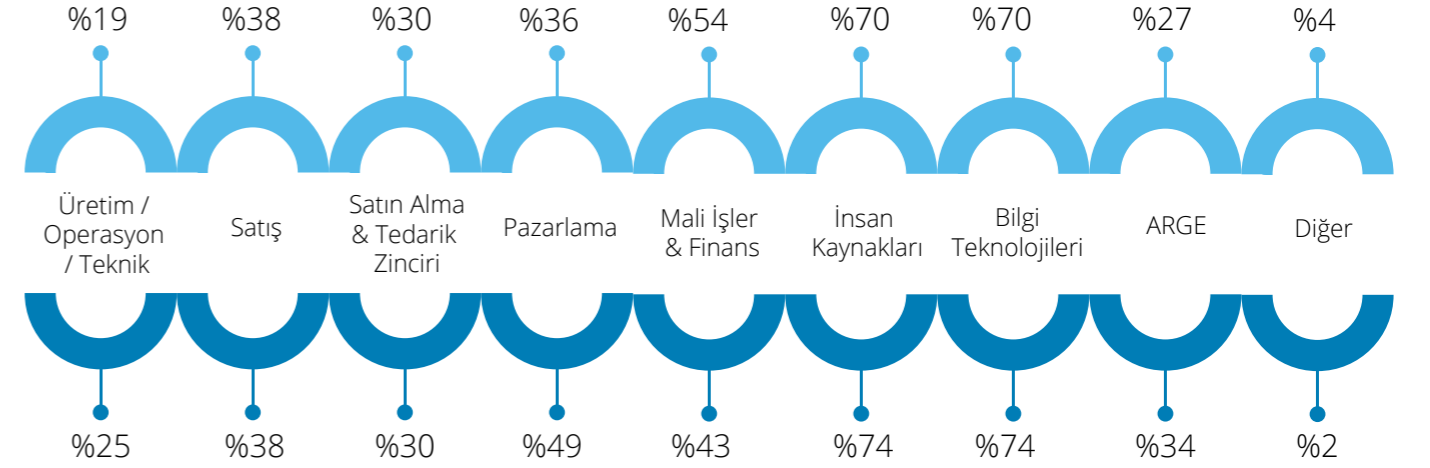 %19 %38 %30 %36 %54 %70 %70 %27 %4
Üretim /
Operasyon
/ Teknik
Satış
Satın Alma
& Tedarik
Zinciri
Pazarlama
Mali İşler
& Finans
İnsan
Kaynakları
Bilgi
Teknolojileri
ARGE
Diğer
%25 %38 %30 %49 %43 %74 %74 %34 %2